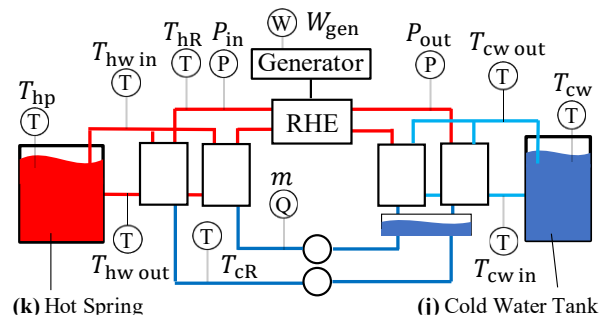 W W_gen
T_hR P_in P_out T_cw out
T_hw in T P Generator P T T_cw
T_hp T RHE T
m
T Q T
T_hw out T T_cR T_cw in
(k) Hot Spring (j) Cold Water Tank